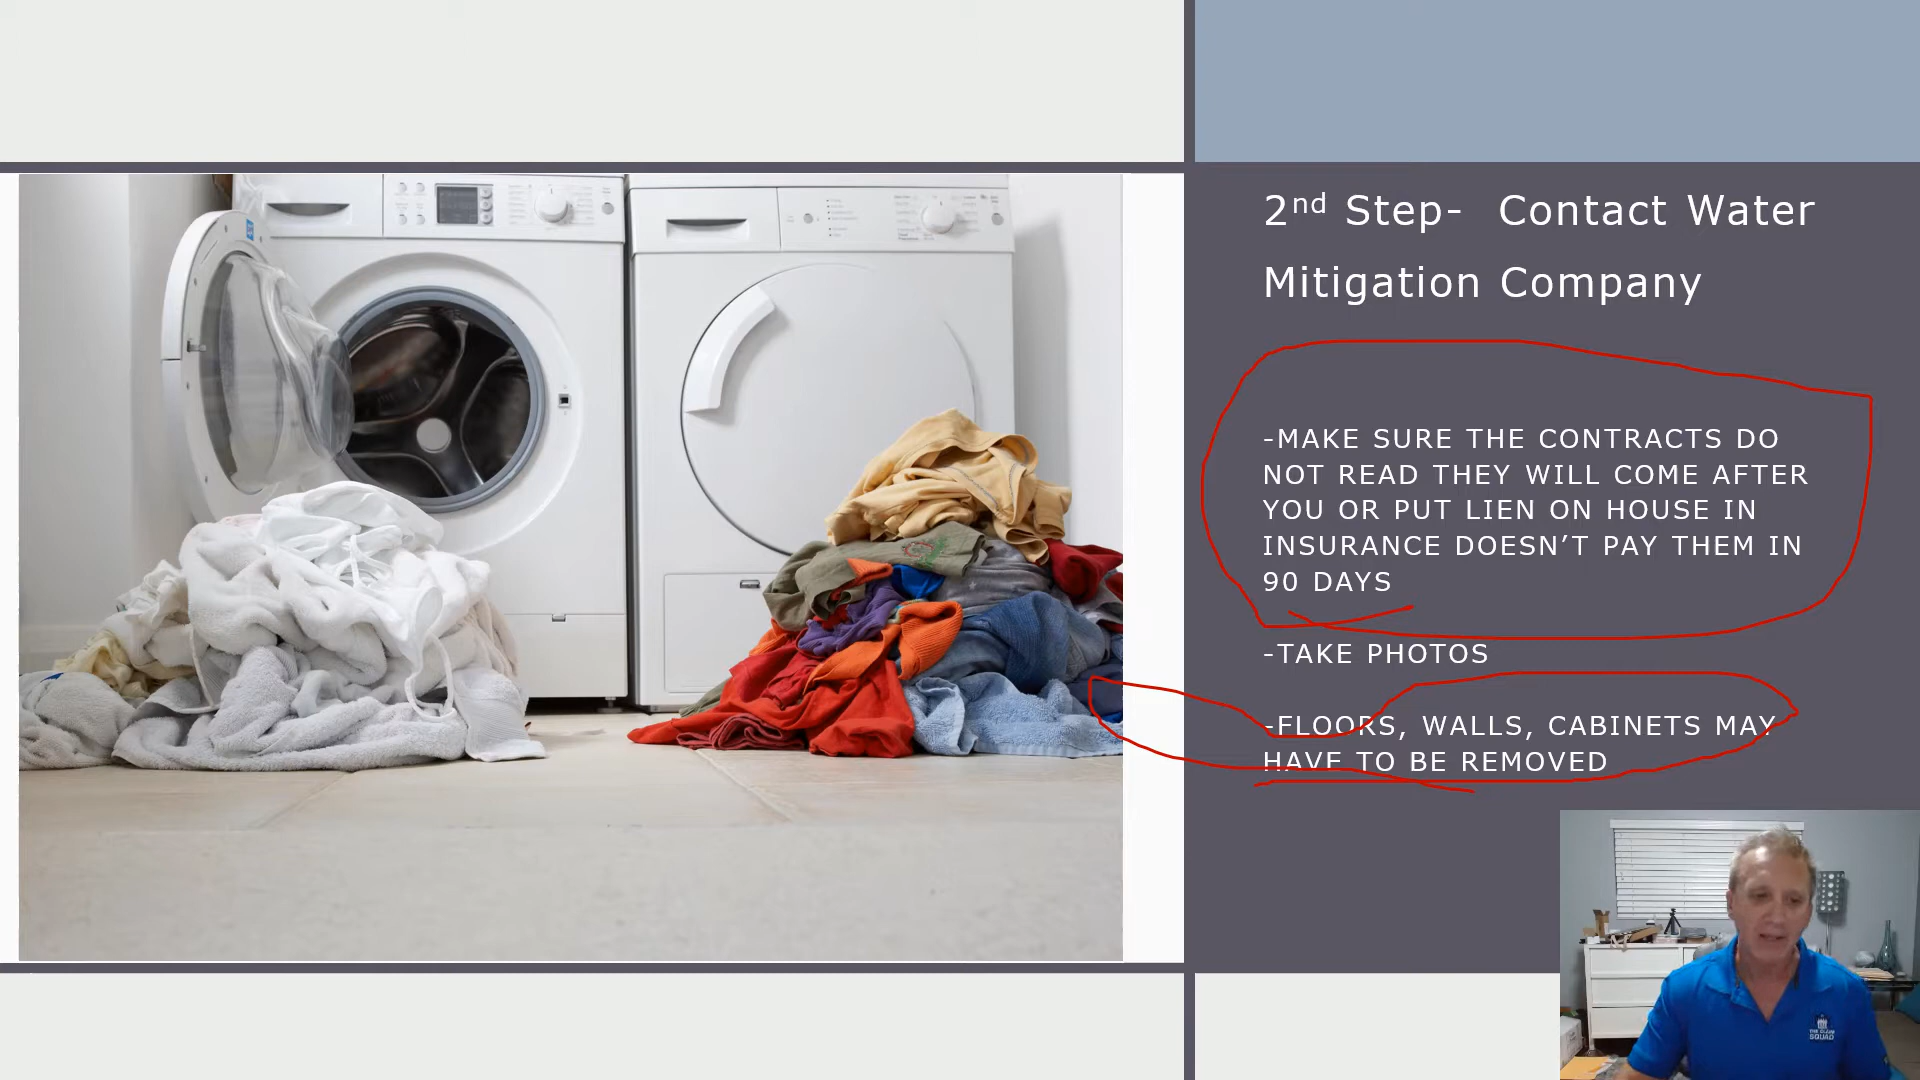 2nd Step-  Contact Water
Mitigation Company
-MAKE SURE THE CONTRACTS DO
NOT READ THEY WILL COME AFTER
YOU OR PUT LIEN ON HOUSE IN
INSURANCE DOESN’T PAY THEM IN
90 DAYS
-TAKE PHOTOS
-FLOORS, WALLS, CABINETS MAY
HAVE TO BE REMOVED
SQUAD